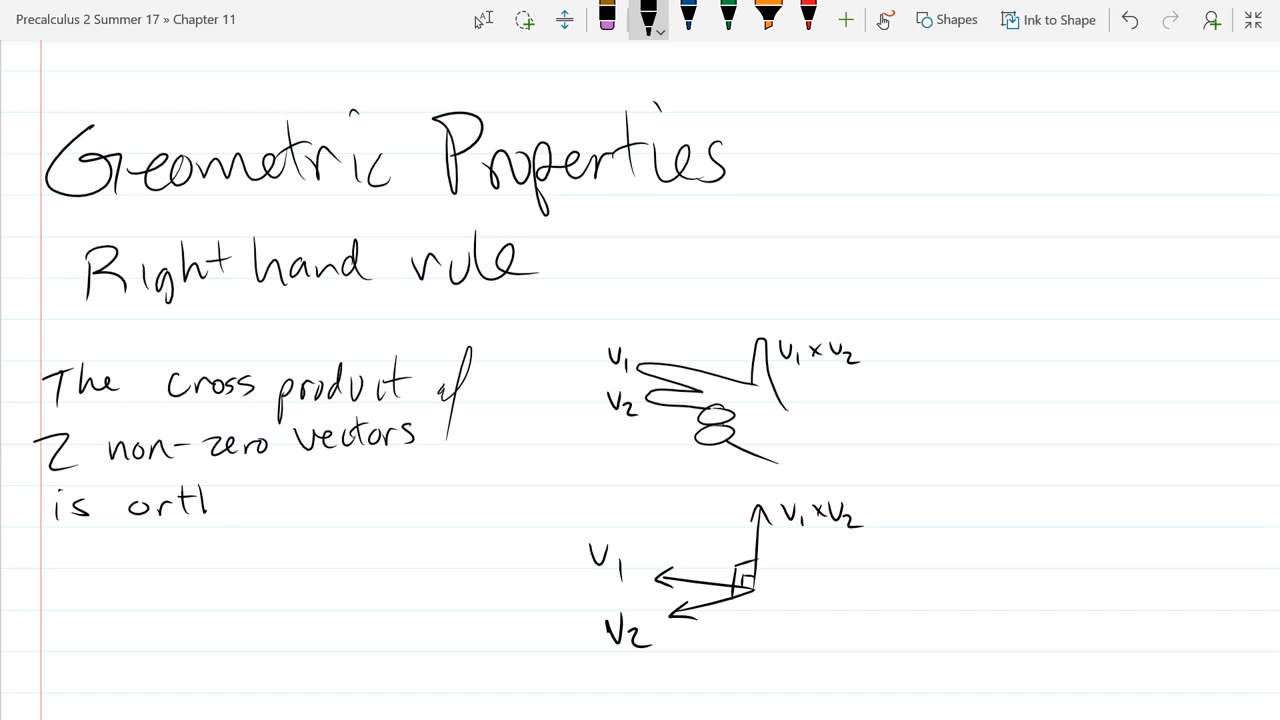 Precalculus 2 Summer 17 » Chapter 11
Shapes
Ink to Shape
Geometric Properties
Right hand rule
The cross product of
2 non-zero vectors
is orth
V₁
V₂
V₁ × V₂
V₁ × V₂
V₁
V₂